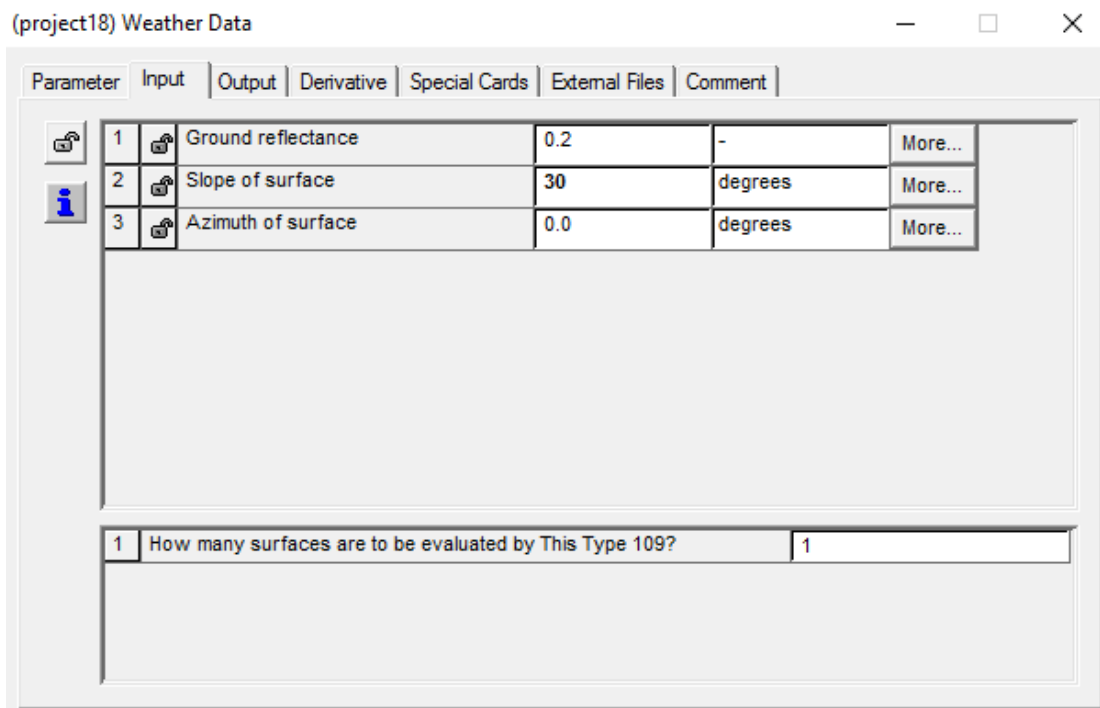 (project18) Weather Data
Parameter Input Output Derivative Special Cards External Files Comment
1 Ground reflectance 0.2 - More...
2 Slope of surface 30 degrees More...
3 Azimuth of surface 0.0 degrees More...
1 How many surfaces are to be evaluated by This Type 109? 1